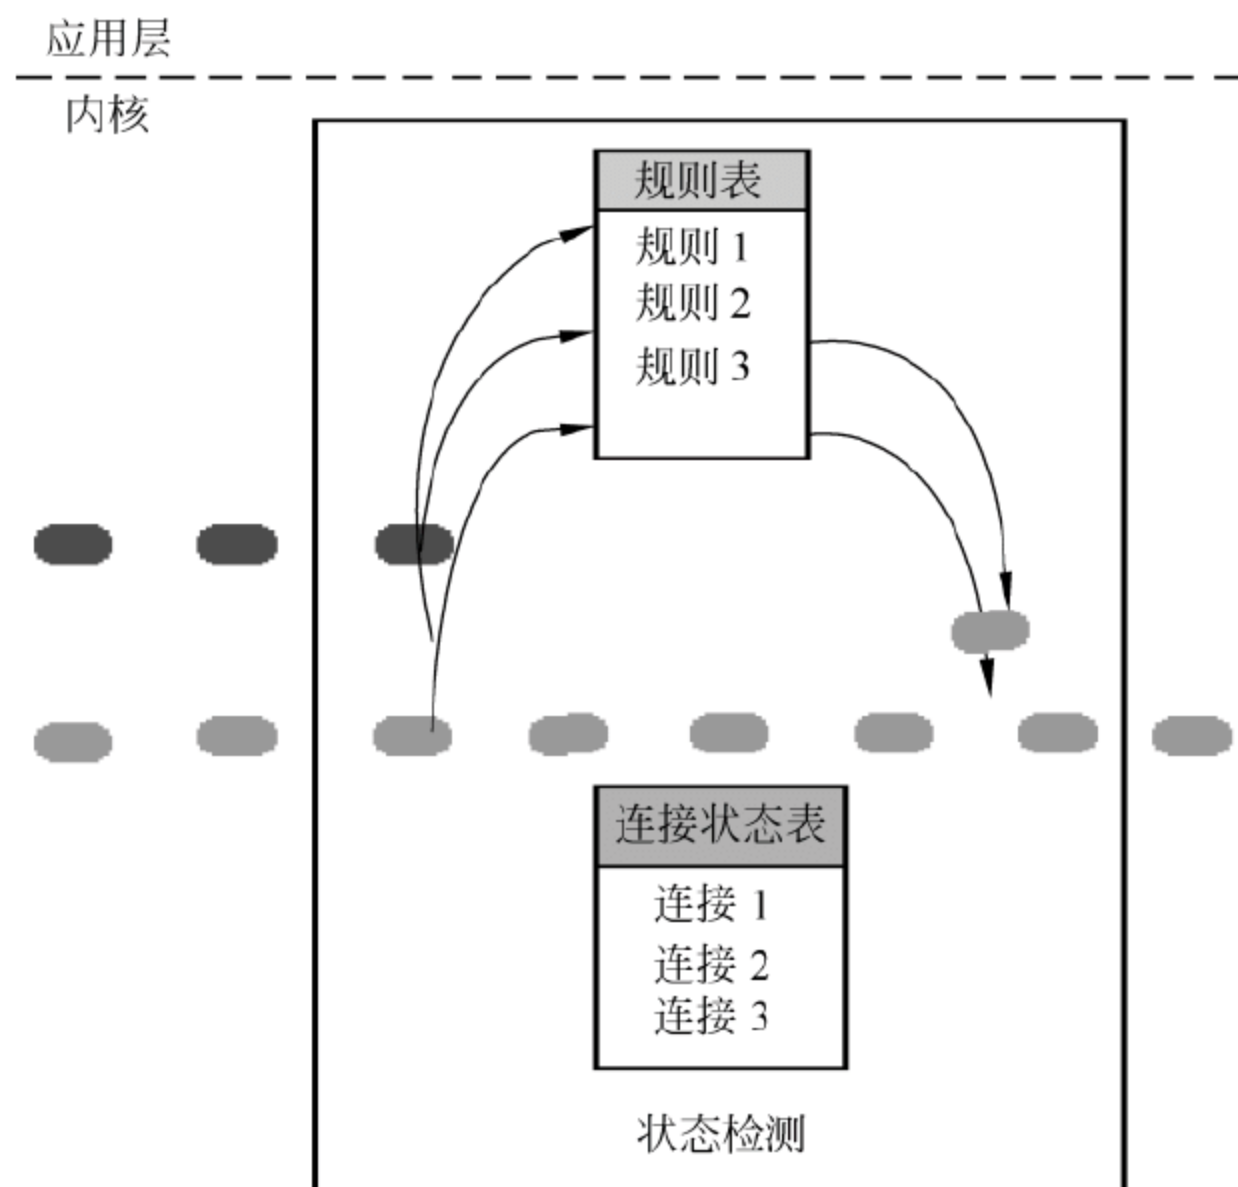 应用层
内核
规则表
规则 1
规则 2
规则 3
连接状态表
连接 1
连接 2
连接 3
状态检测